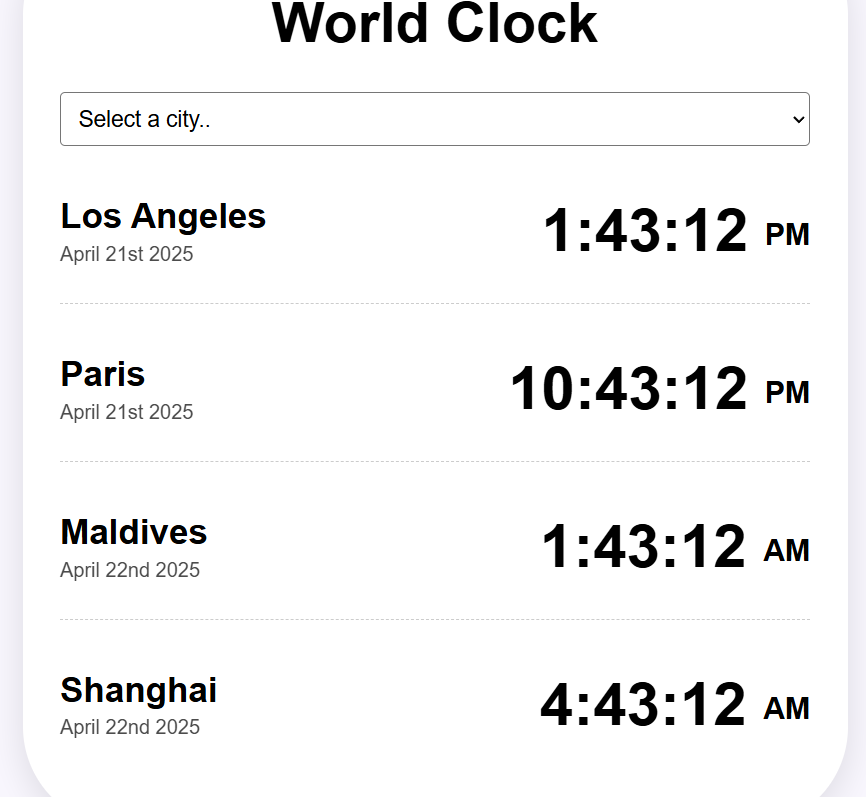 World Clock
Select a city..
Los Angeles
1:43:12 PM
April 21st 2025
Paris
10:43:12 PM
April 21st 2025
Maldives
1:43:12 AM
April 22nd 2025
Shanghai
4:43:12 AM
April 22nd 2025